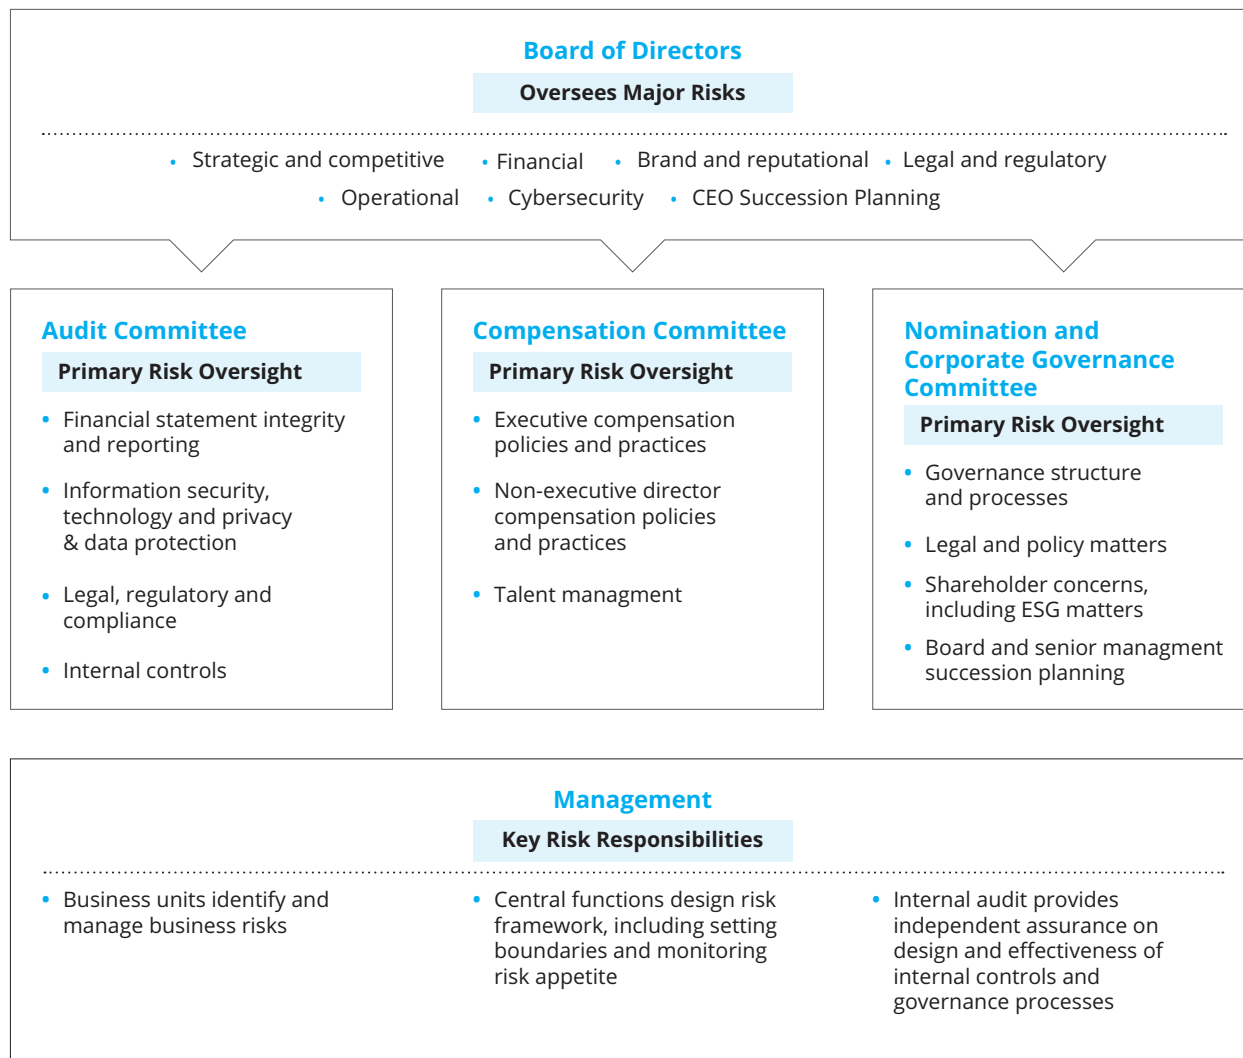 Board of Directors
Oversees Major Risks
• Strategic and competitive • Financial • Brand and reputational • Legal and regulatory
• Operational • Cybersecurity • CEO Succession Planning
Audit Committee
Primary Risk Oversight
• Financial statement integrity
and reporting
• Information security,
technology and privacy
& data protection
• Legal, regulatory and
compliance
• Internal controls
Compensation Committee
Primary Risk Oversight
• Executive compensation
policies and practices
• Non-executive director
compensation policies
and practices
• Talent managment
Nomination and
Corporate Governance
Committee
Primary Risk Oversight
• Governance structure
and processes
• Legal and policy matters
• Shareholder concerns,
including ESG matters
• Board and senior managment
succession planning
Management
Key Risk Responsibilities
• Business units identify and
manage business risks
• Central functions design risk
framework, including setting
boundaries and monitoring
risk appetite
• Internal audit provides
independent assurance on
design and effectiveness of
internal controls and
governance processes